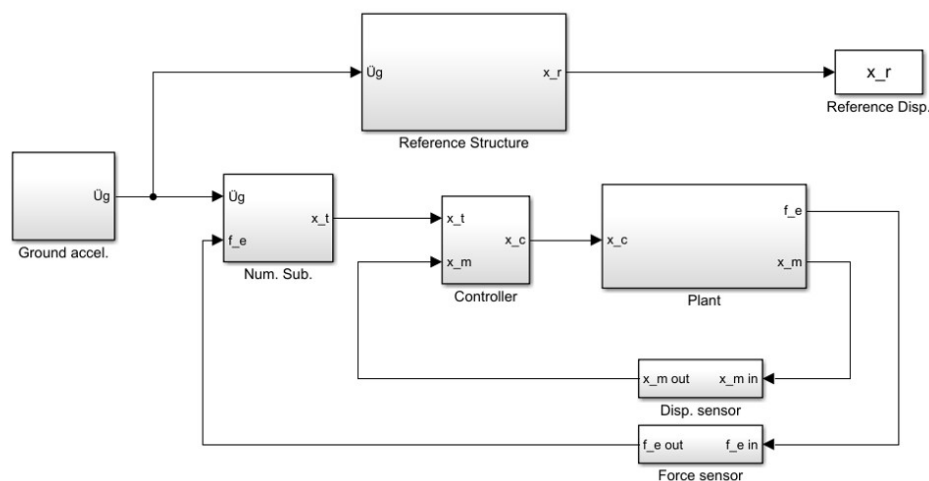 Üg
x_r
Reference Structure
x_r
Reference Disp.
Üg
Ground accel.
Üg
f_e
x_t
Num. Sub.
x_t
x_m
x_c
Controller
x_c
f_e
x_m
Plant
x_m out
x_m in
Disp. sensor
f_e out
f_e in
Force sensor